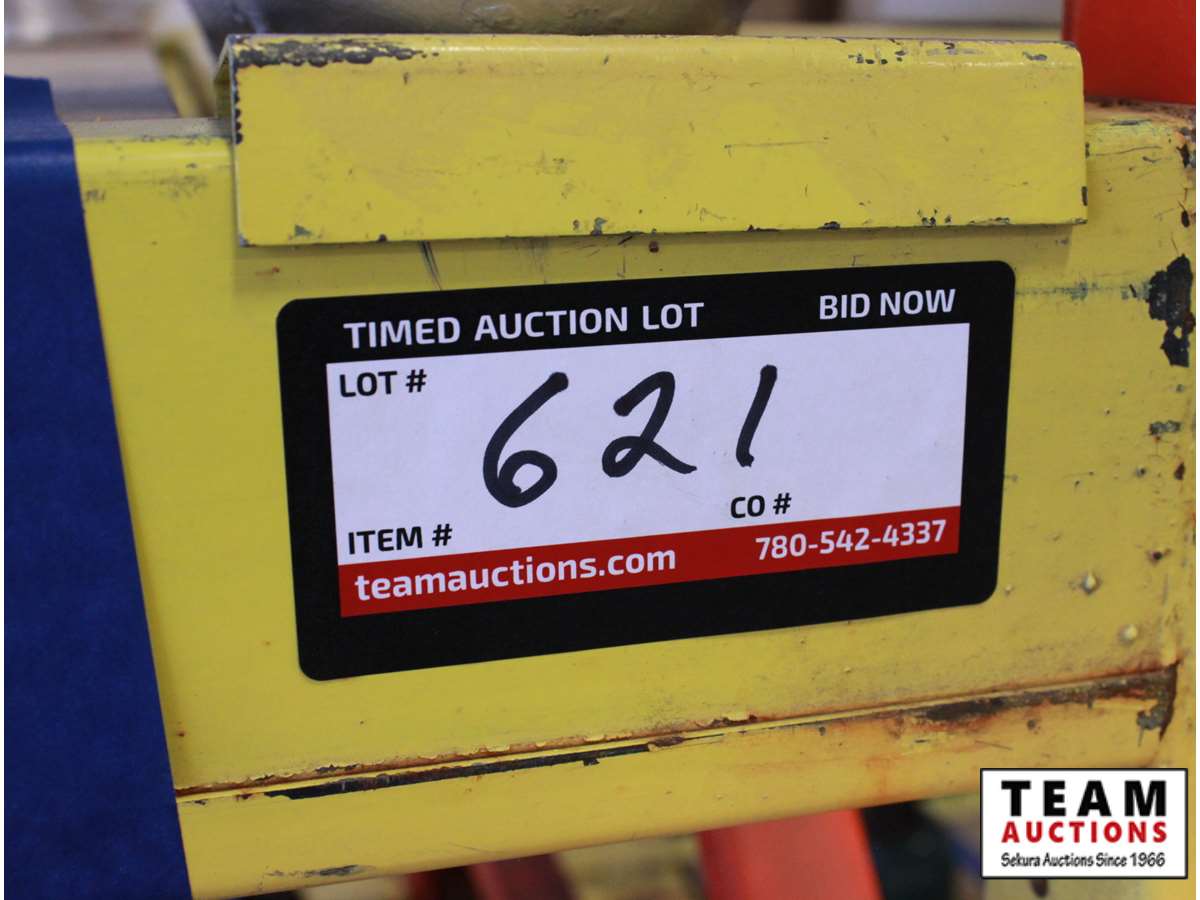 TIMED AUCTION LOT BID NOW
LOT #
621
ITEM # CO #
teamauctions.com 780-542-4337
TEAM
AUCTIONS
Sekura Auctions Since 1966